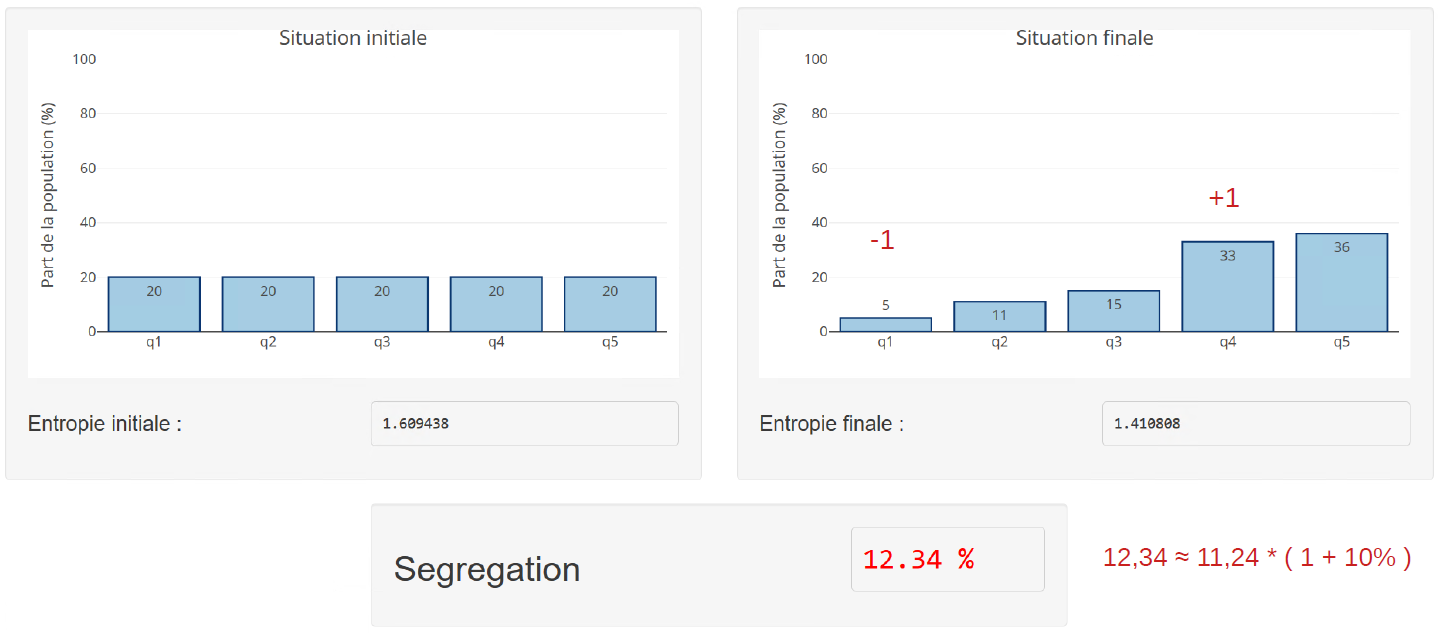 Situation initiale
Part de la population (%)
100
80
60
40
20
0
20 20 20 20 20
q1 q2 q3 q4 q5
Entropie initiale :
1.609438
Situation finale
Part de la population (%)
100
80
60
40
20
0
-1
+1
5 11 15 33 36
q1 q2 q3 q4 q5
Entropie finale :
1.410808
Segregation
12.34 %
12,34 ≈ 11,24 * ( 1 + 10% )